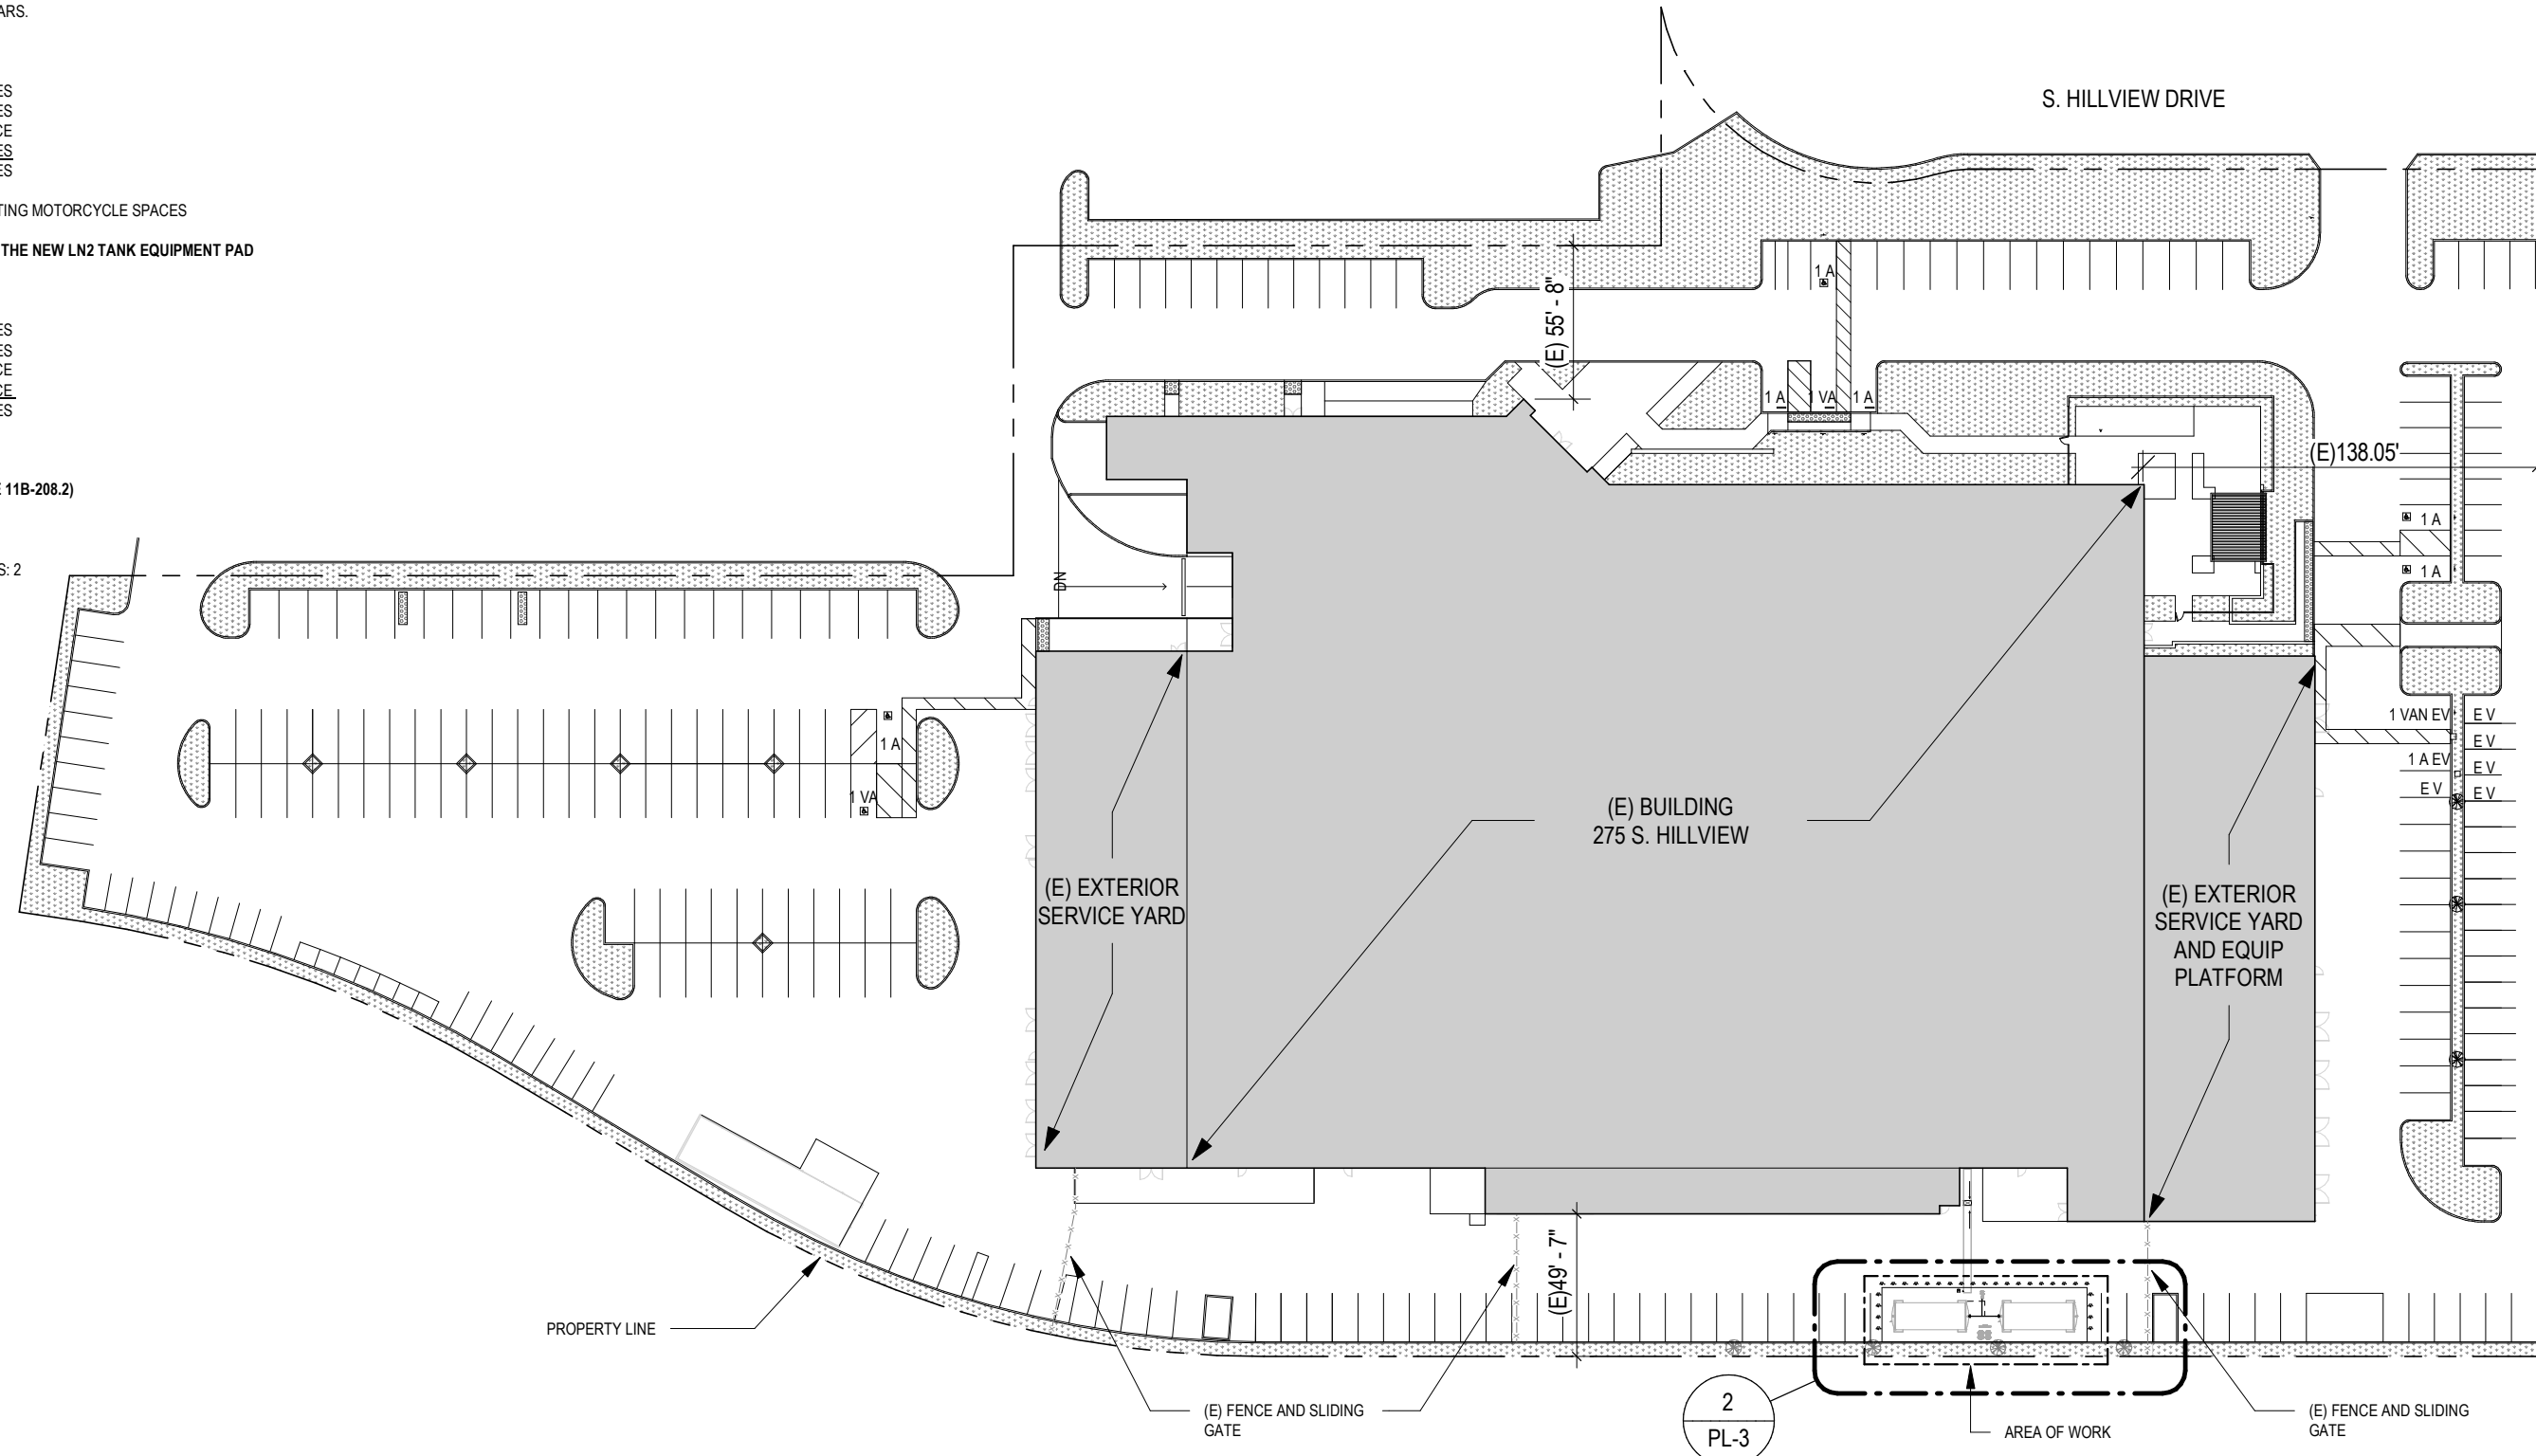 ARS.
ES
ES
CE
ES
ES
TING MOTORCYCLE SPACES
THE NEW LN2 TANK EQUIPMENT PAD
ES
ES
CE
CE
ES
E 11B-208.2)
S: 2
S. HILLVIEW DRIVE
(E) 55' - 8"
1 A
1 A
1 VA
1 A
(E)138.05'
1 A
1 A
DN
1 A
1 VA
1 VAN EV
E V
E V
1 A EV
E V
E V
E V
(E) BUILDING
275 S. HILLVIEW
(E) EXTERIOR
SERVICE YARD
(E) EXTERIOR
SERVICE YARD
AND EQUIP
PLATFORM
(E)49' - 7"
PROPERTY LINE
(E) FENCE AND SLIDING
GATE
2
PL-3
AREA OF WORK
(E) FENCE AND SLIDING
GATE